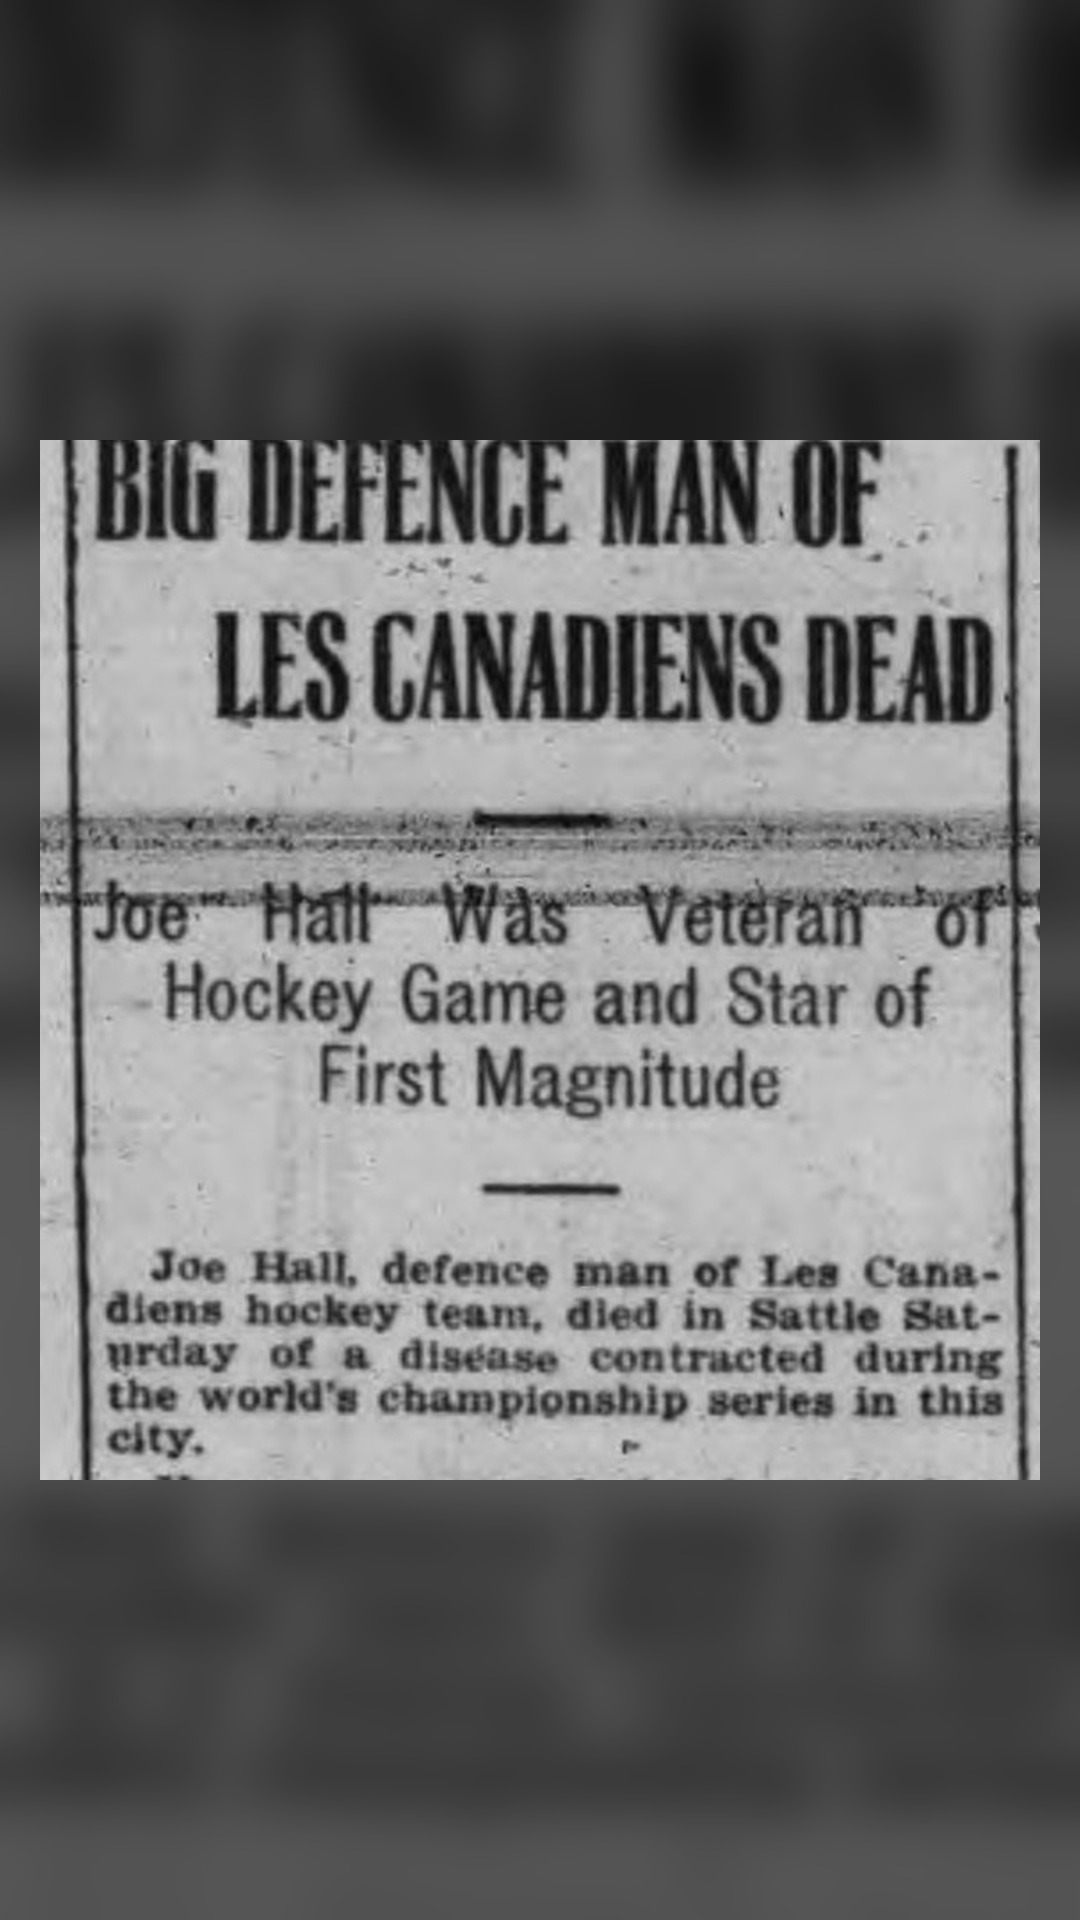 BIG DEFENCE MAN OF
LES CANADIENS DEAD
Joe Hall Was Veteran of
Hockey Game and Star of
First Magnitude
Joe Hall, defence man of Les Cana-
diens hockey team, died in Sattle Sat-
urday of a disease contracted during
the world's championship series in this
city.